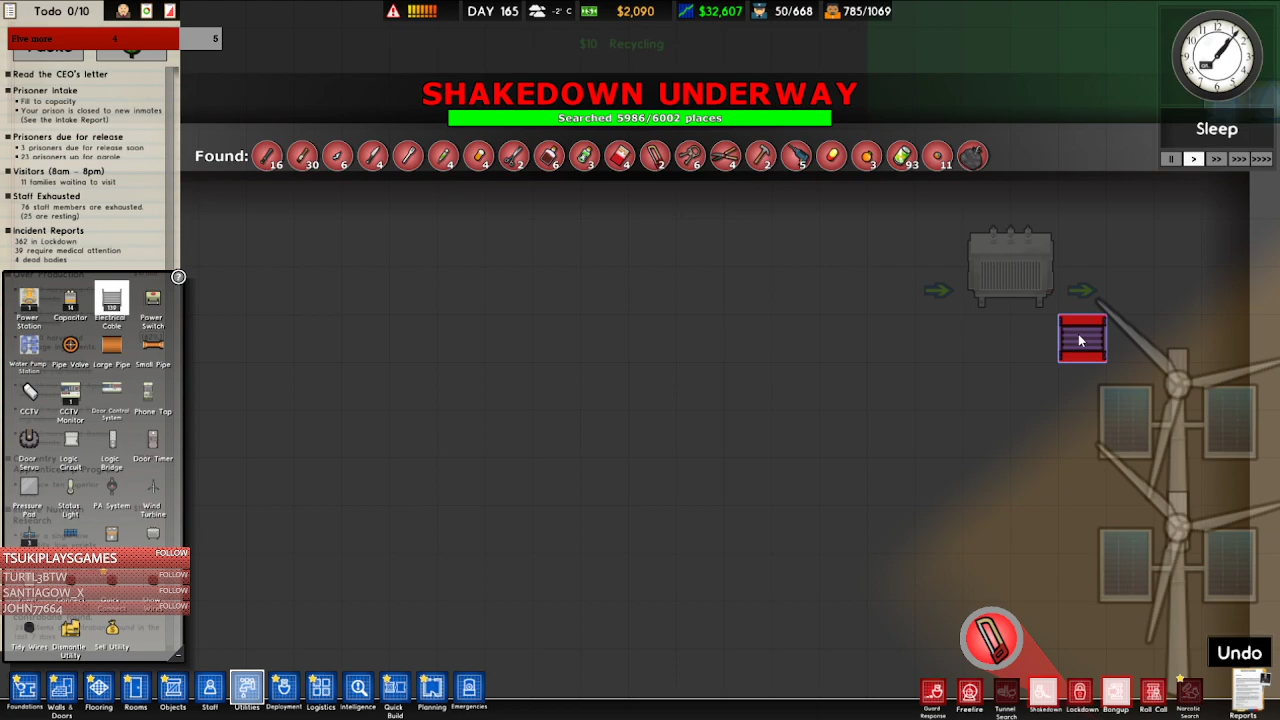 Todo 0/10
DAY 165
-2° C
$2,090
$32,607
50/668
785/1069
Five more 4 5
$10 Recycling
SHAKEDOWN UNDERWAY
Searched 5986/6002 places
Found:
16
30
6
4
4
4
6
2
6
3
4
2
6
4
2
5
3
93
11
Sleep
Read the CEO's letter
Prisoner Intake
Fill to capacity
Your prison is closed to new inmates
(See the Intake Report)
Prisoners due for release
3 prisoners due for release soon
23 prisoners up for parole
Visitors (8am - 8pm)
11 families waiting to visit
Staff Exhausted
76 staff members are exhausted.
(25 are resting)
Incident Reports
362 in Lockdown
39 require medical attention
4 dead bodies
?
Power Station
Capacitor
Electrical Cable
Power Switch
Water Pump Station
Pipe Valve
Large Pipe
Small Pipe
CCTV
CCTV Monitor
Door Control System
Phone Tap
Door Servo
Logic Circuit
Logic Bridge
Door Timer
Pressure Pad
Status Light
PA System
Wind Turbine
TSUKIPLAYSGAMES FOLLOW
TURTL3BTW FOLLOW
SANTIAGOW_X FOLLOW
JOHN77664 FOLLOW
Tidy Wires
Dismantle Utility
Sell Utility
Undo
Foundations
Walls & Doors
Flooring
Rooms
Objects
Staff
Utilities
Deployment
Logistics
Intelligence
Quick Build
Planning
Emergencies
Guard Response
Freefire
Tunnel Search
Shakedown
Lockdown
Bangup
Roll Call
Narcotic Search
Reports